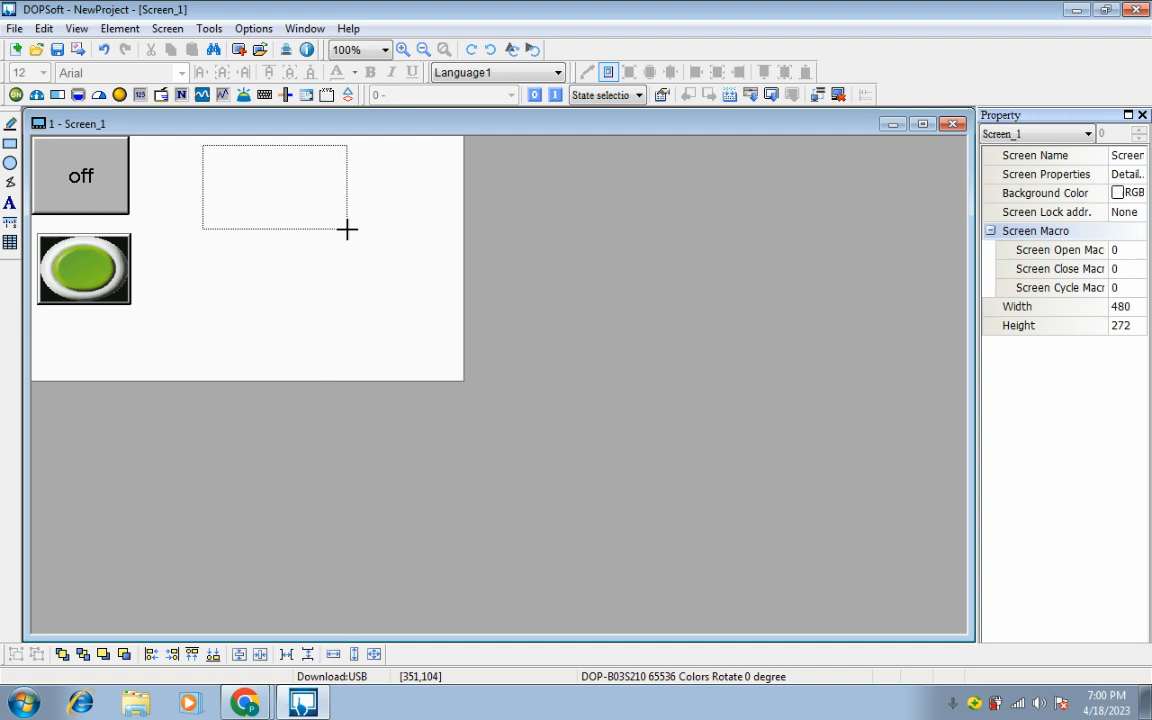 DOPSoft - NewProject - [Screen_1]
File Edit View Element Screen Tools Options Window Help
100%
12 Arial Language1
0 - 0 1 State selectio
1 - Screen_1
off
Property
Screen_1 0
Screen Name Screen
Screen Properties Detail..
Background Color RGB
Screen Lock addr. None
Screen Macro
Screen Open Mac 0
Screen Close Macr 0
Screen Cycle Macr 0
Width 480
Height 272
Download:USB [351,104] DOP-B03S210 65536 Colors Rotate 0 degree
7:00 PM
4/18/2023